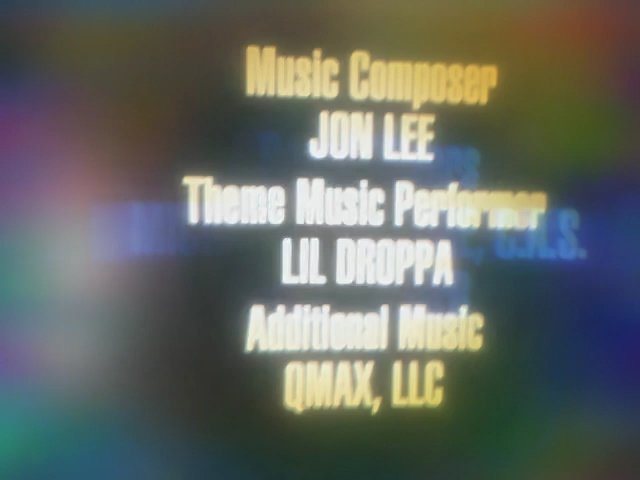 Music Composer
JON LEE
Theme Music Performer
LIL DROPPA
Additional Music
QMAX, LLC